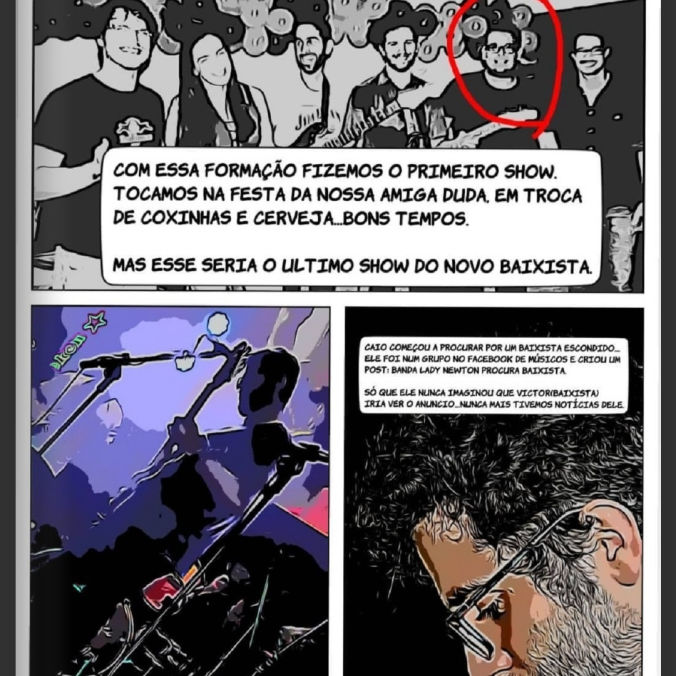 COM ESSA FORMAÇÃO FIZEMOS O PRIMEIRO SHOW.
TOCAMOS NA FESTA DA NOSSA AMIGA DUDA, EM TROCA
DE COXINHAS E CERVEJA...BONS TEMPOS.
MAS ESSE SERIA O ULTIMO SHOW DO NOVO BAIXISTA.
CAIO COMEÇOU A PROCURAR POR UM BAIXISTA ESCONDIDO...
ELE FOI NUM GRUPO NO FACEBOOK DE MÚSICOS E CRIOU UM
POST: BANDA LADY NEWTON PROCURA BAIXISTA.
SÓ QUE ELE NUNCA IMAGINOU QUE VICTOR(BAIXISTA)
IRIA VER O ANUNCIO...NUNCA MAIS TIVEMOS NOTÍCIAS DELE.